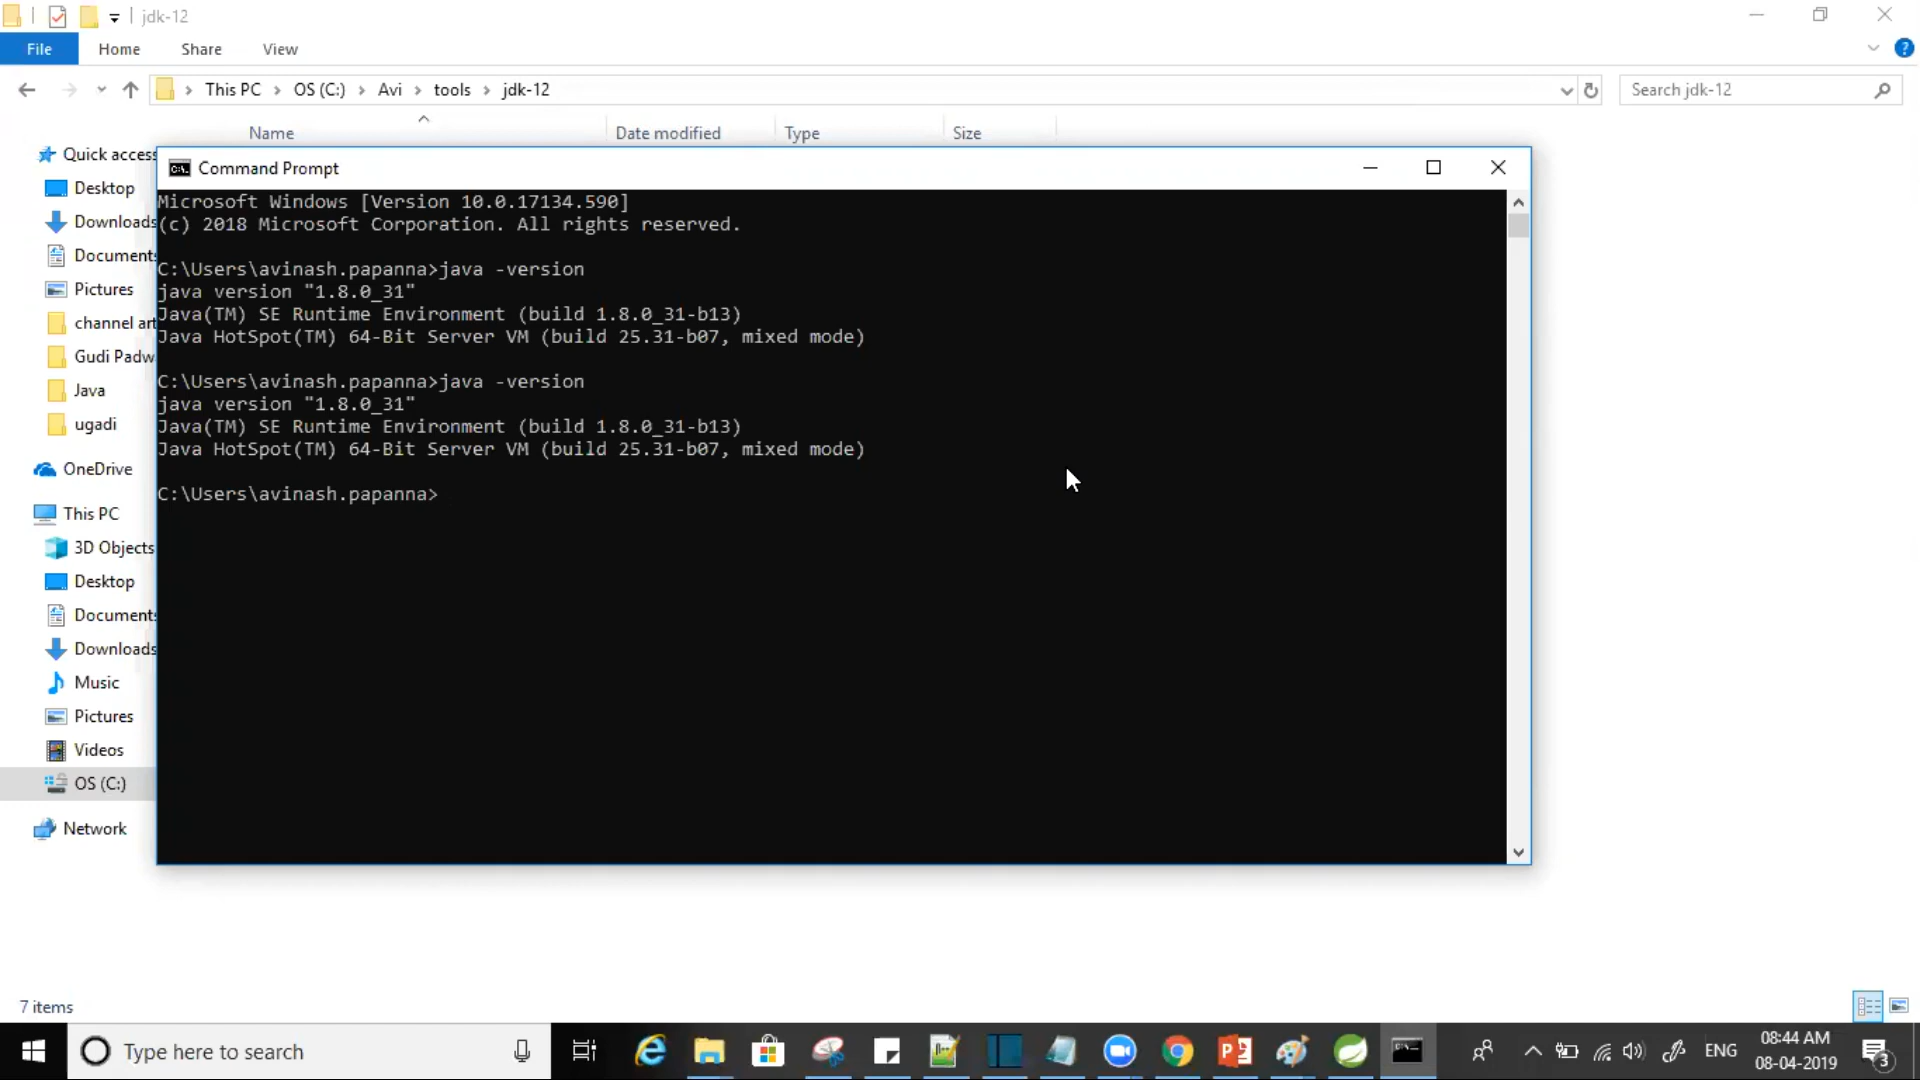 jdk-12
File Home Share View
This PC OS (C:) Avi tools jdk-12 Search jdk-12
Name Date modified Type Size
Quick access
Desktop
Downloads
Documents
Pictures
channel art
Gudi Padw
Java
ugadi
OneDrive
This PC
3D Objects
Desktop
Documents
Downloads
Music
Pictures
Videos
OS (C:)
Network
Command Prompt
Microsoft Windows [Version 10.0.17134.590]
(c) 2018 Microsoft Corporation. All rights reserved.
C:\Users\avinash.papanna>java -version
java version "1.8.0_31"
Java(TM) SE Runtime Environment (build 1.8.0_31-b13)
Java HotSpot(TM) 64-Bit Server VM (build 25.31-b07, mixed mode)
C:\Users\avinash.papanna>java -version
java version "1.8.0_31"
Java(TM) SE Runtime Environment (build 1.8.0_31-b13)
Java HotSpot(TM) 64-Bit Server VM (build 25.31-b07, mixed mode)
C:\Users\avinash.papanna>
7 items
Type here to search
ENG
08:44 AM
08-04-2019
3